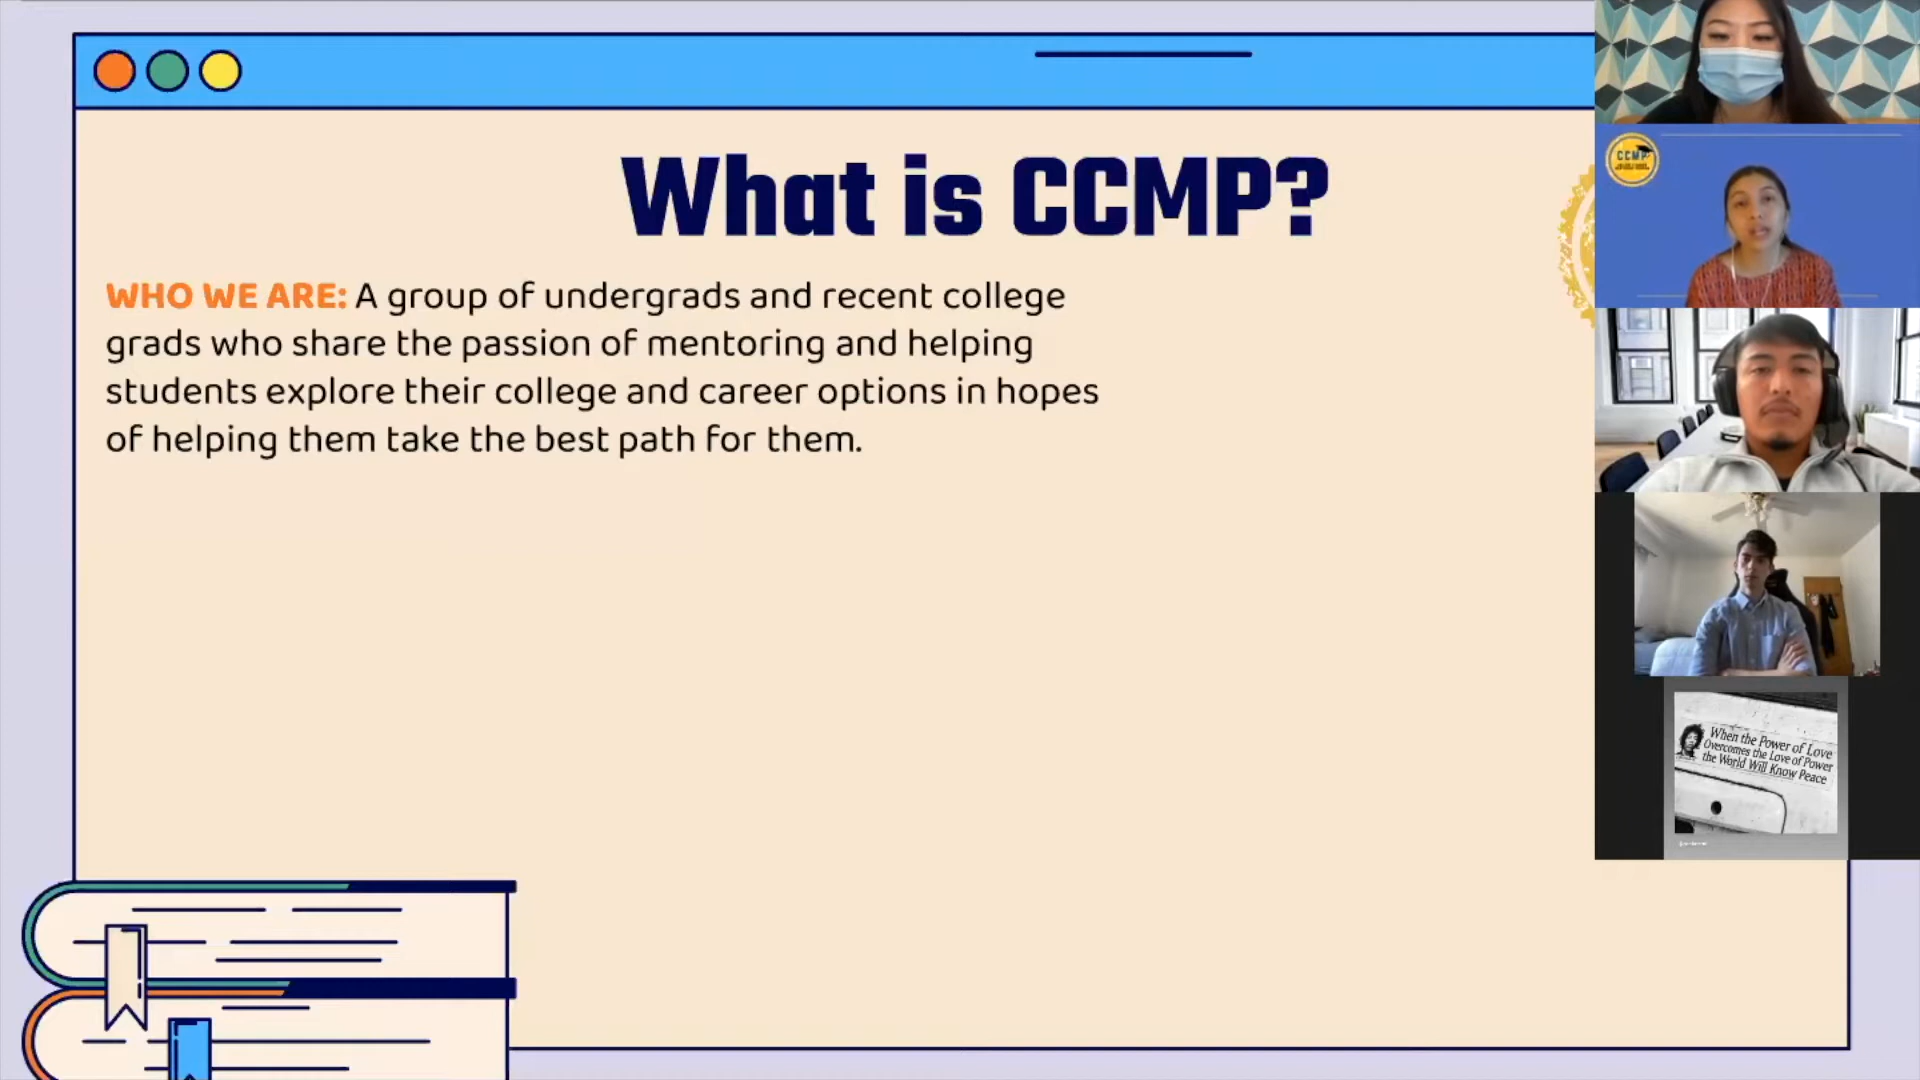 What is CCMP?
WHO WE ARE: A group of undergrads and recent college
grads who share the passion of mentoring and helping
students explore their college and career options in hopes
of helping them take the best path for them.
CCMP
When the Power of Love
Overcomes the Love of Power
the World Will Know Peace